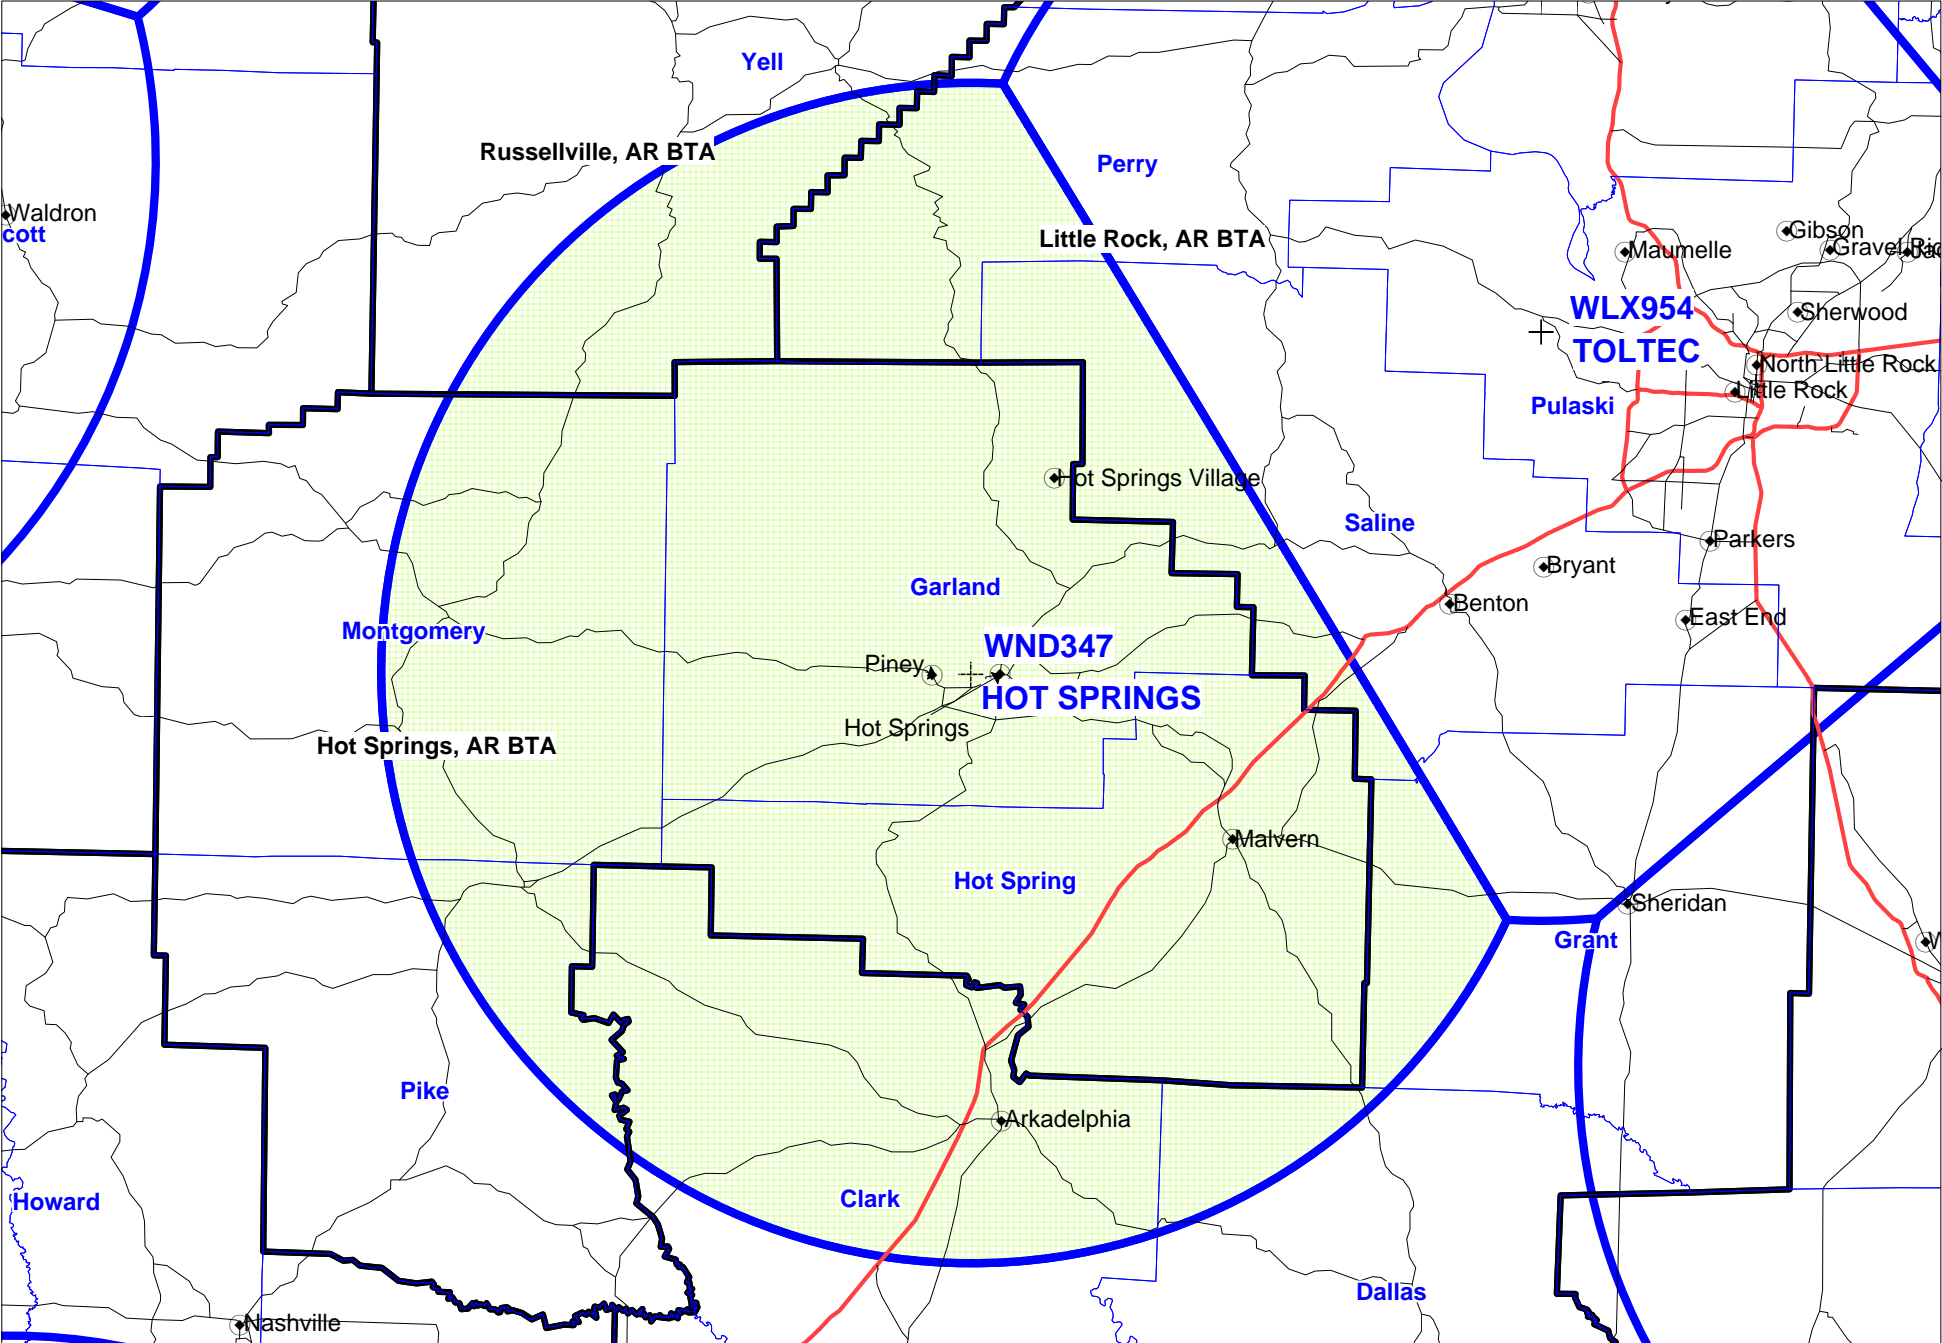 Yell
Russellville, AR BTA
Perry
Waldron
cott
Little Rock, AR BTA
Gibson
Maumelle
WLX954
Sherwood
TOLTEC
North Little Rock
Little Rock
Pulaski
Hot Springs Village
Saline
Parkers
Bryant
Garland
Benton
East End
Montgomery
WND347
Piney
HOT SPRINGS
Hot Springs
Hot Springs, AR BTA
Malvern
Hot Spring
Sheridan
Grant
Pike
Arkadelphia
Clark
Howard
Dallas
Nashville